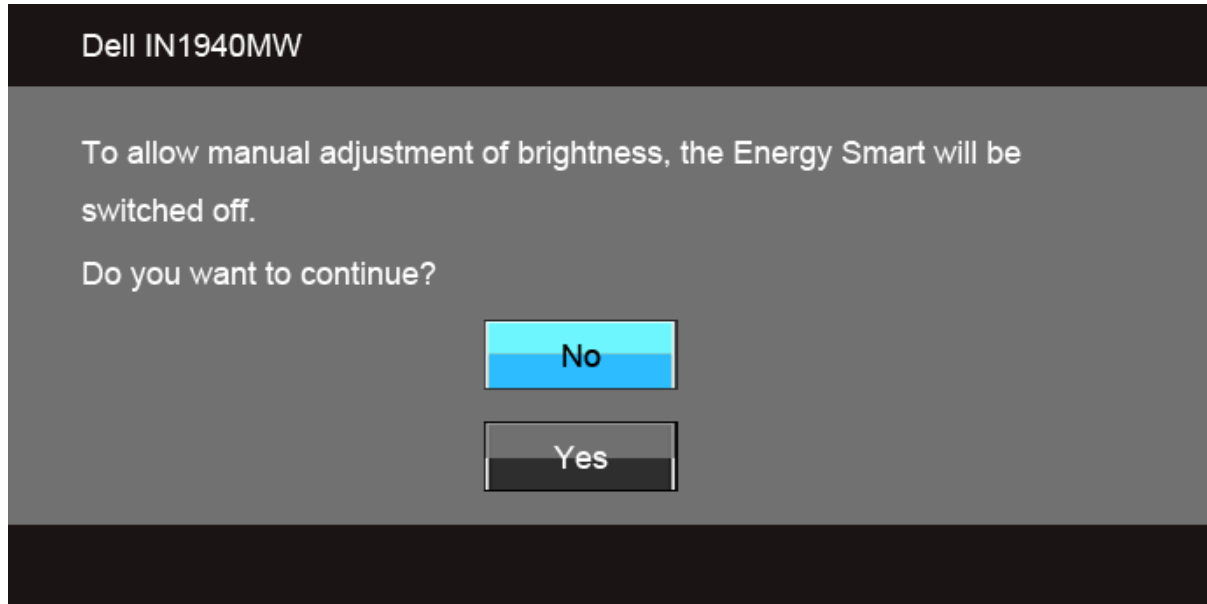 Dell IN1940MW
To allow manual adjustment of brightness, the Energy Smart will be
switched off.
Do you want to continue?
No
Yes